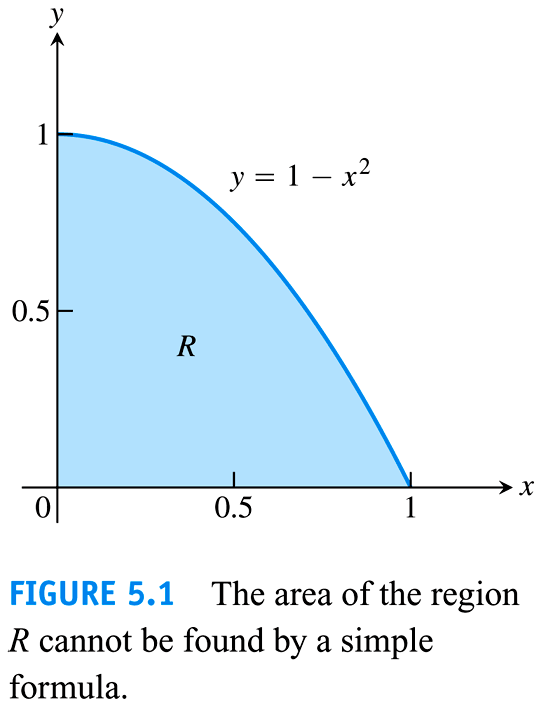 y
1
y = 1 − x²
0.5
R
0 0.5 1 x
FIGURE 5.1 The area of the region
R cannot be found by a simple
formula.